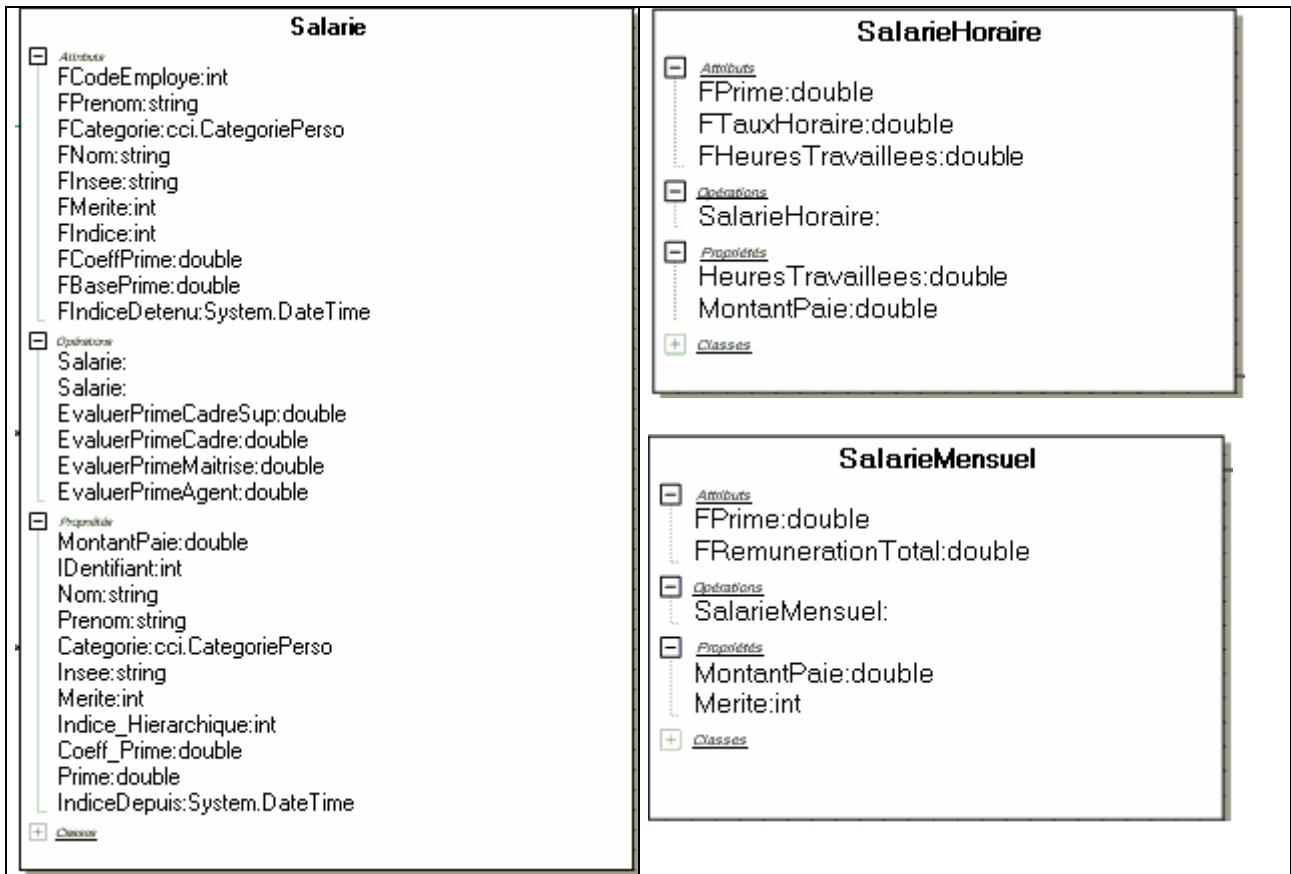 Salarie
Attributs
FCodeEmploye:int
FPrenom:string
FCategorie:cci.CategoriePerso
FNom:string
FInsee:string
FMerite:int
FIndice:int
FCoeffPrime:double
FBasePrime:double
FIndiceDetenu:System.DateTime
Opérations
Salarie:
Salarie:
EvaluerPrimeCadreSup:double
EvaluerPrimeCadre:double
EvaluerPrimeMaitrise:double
EvaluerPrimeAgent:double
Propriétés
MontantPaie:double
IDentifiant:int
Nom:string
Prenom:string
Categorie:cci.CategoriePerso
Insee:string
Merite:int
Indice_Hierarchique:int
Coeff_Prime:double
Prime:double
IndiceDepuis:System.DateTime
Classes
SalarieHoraire
Attributs
FPrime:double
FTauxHoraire:double
FHeuresTravaillees:double
Opérations
SalarieHoraire:
Propriétés
HeuresTravaillees:double
MontantPaie:double
Classes
SalarieMensuel
Attributs
FPrime:double
FRemunerationTotal:double
Opérations
SalarieMensuel:
Propriétés
MontantPaie:double
Merite:int
Classes